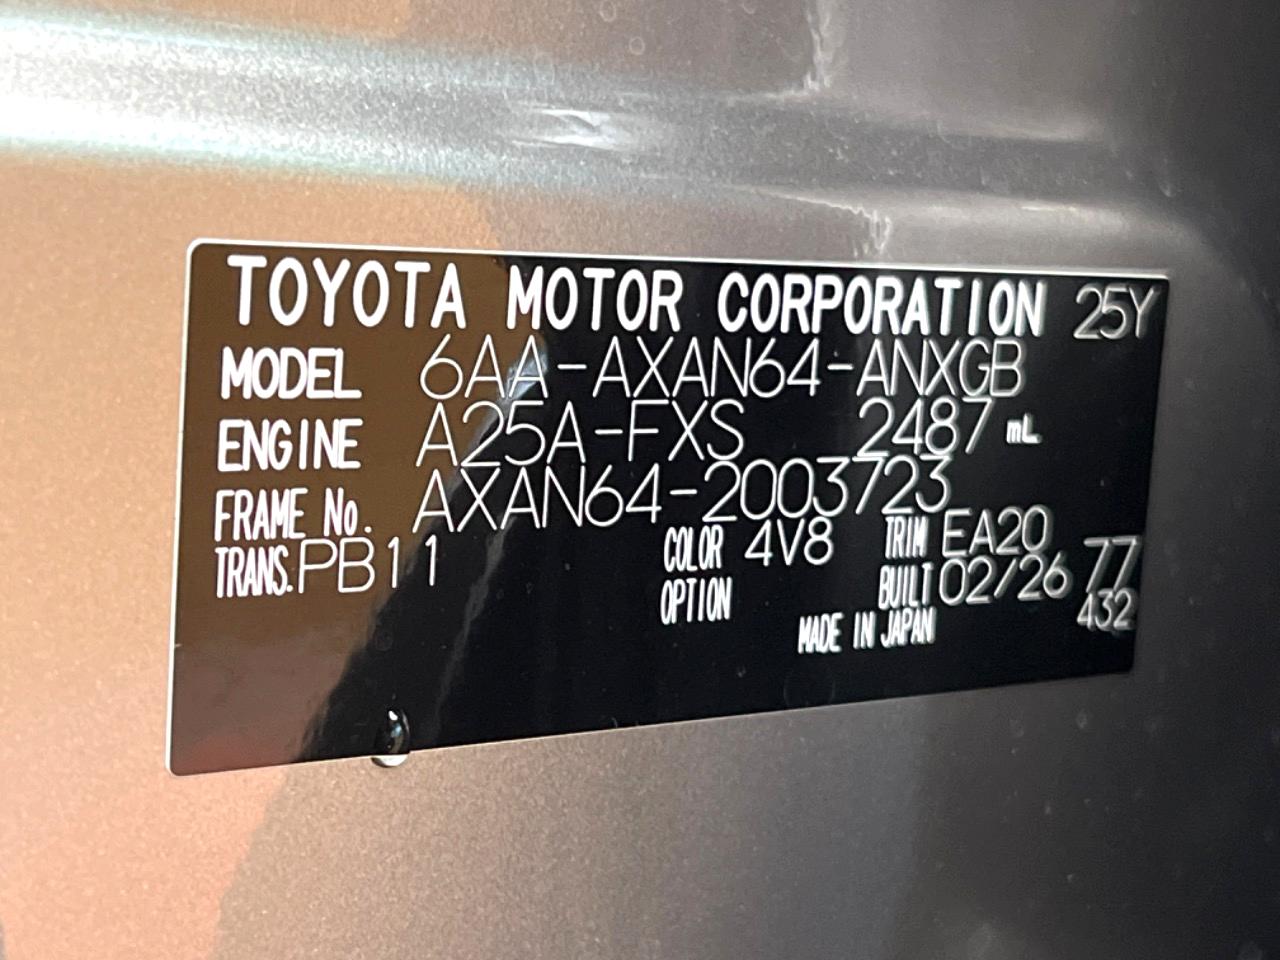 TOYOTA MOTOR CORPORATION 25Y
MODEL 6AA-AXAN64-ANXGB
ENGINE A25A-FXS 2487 mL
FRAME No. AXAN64-2003723
TRANS. PB11 COLOR 4V8 TRIM EA20 77
OPTION BUILT 02/26 432
MADE IN JAPAN